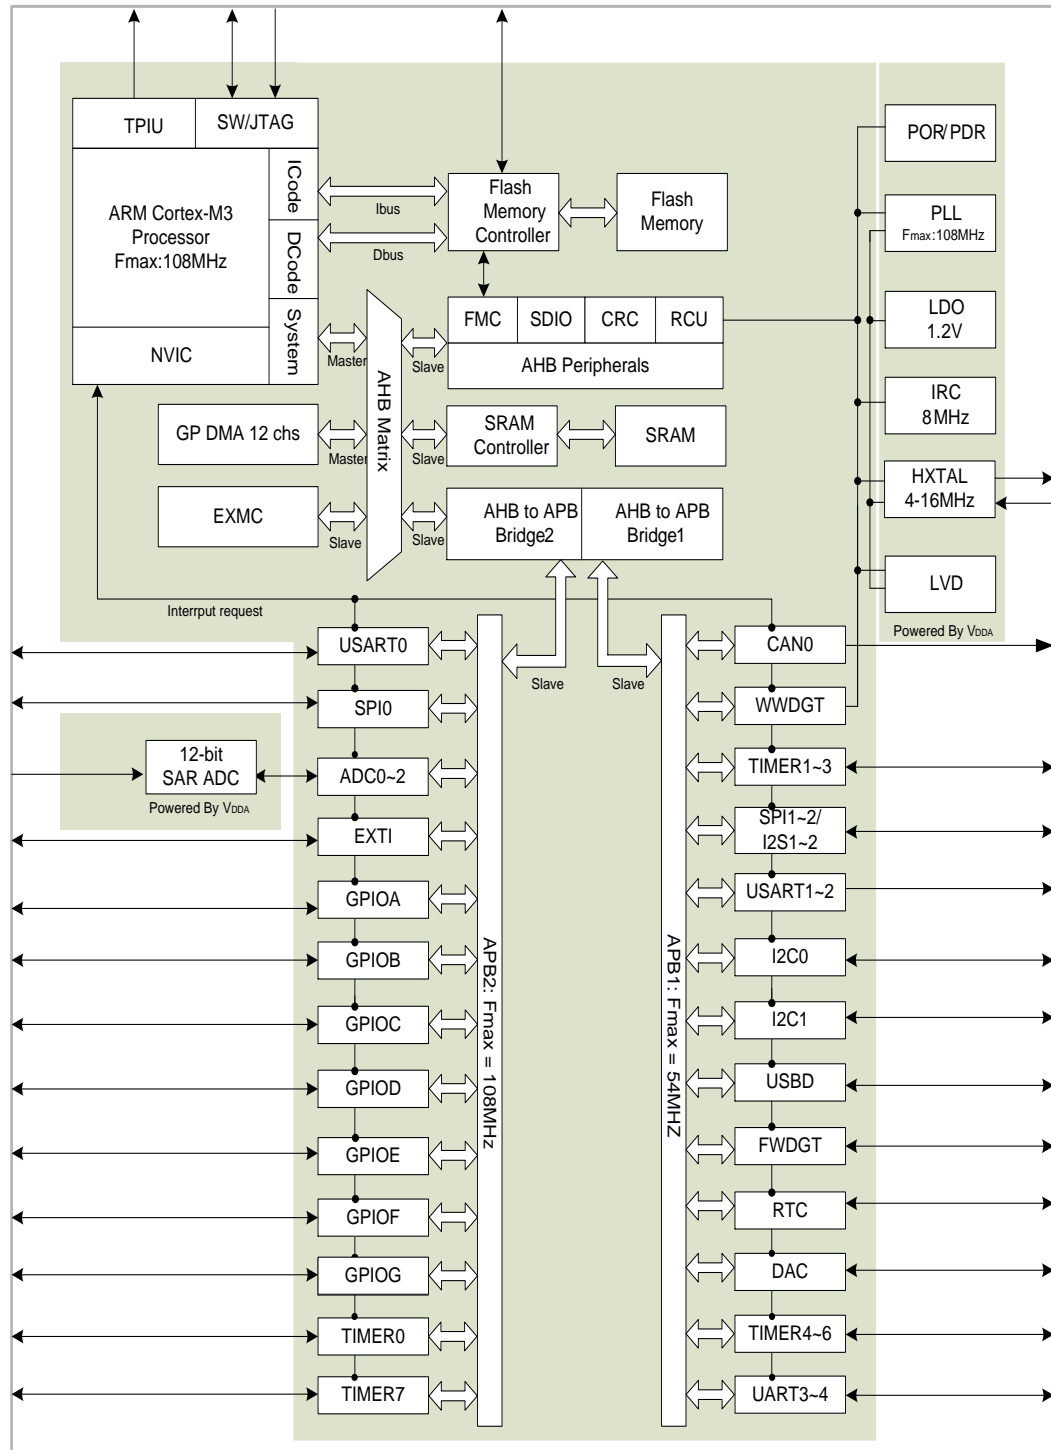 TPIU
SW/JTAG
POR/PDR
ICode
Flash
Memory
Controller
Flash
Memory
Ibus
ARM Cortex-M3
Processor
Fmax:108MHz
PLL
Fmax:108MHz
DCode
Dbus
System
FMC
SDIO
CRC
RCU
LDO
1.2V
NVIC
Master
Slave
AHB Peripherals
AHB Matrix
IRC
8MHz
GP DMA 12 chs
Master
Slave
SRAM
Controller
SRAM
HXTAL
4-16MHz
EXMC
Slave
Slave
AHB to APB
Bridge2
AHB to APB
Bridge1
LVD
Interrput request
Powered By VDDA
USART0
CAN0
Slave
Slave
SPI0
WWDGT
12-bit
SAR ADC
Powered By VDDA
ADC0~2
TIMER1~3
EXTI
SPI1~2/
I2S1~2
GPIOA
USART1~2
GPIOB
I2C0
APB2: Fmax = 108MHz
APB1: Fmax = 54MHZ
GPIOC
I2C1
GPIOD
USBD
GPIOE
FWDGT
GPIOF
RTC
GPIOG
DAC
TIMER0
TIMER4~6
TIMER7
UART3~4